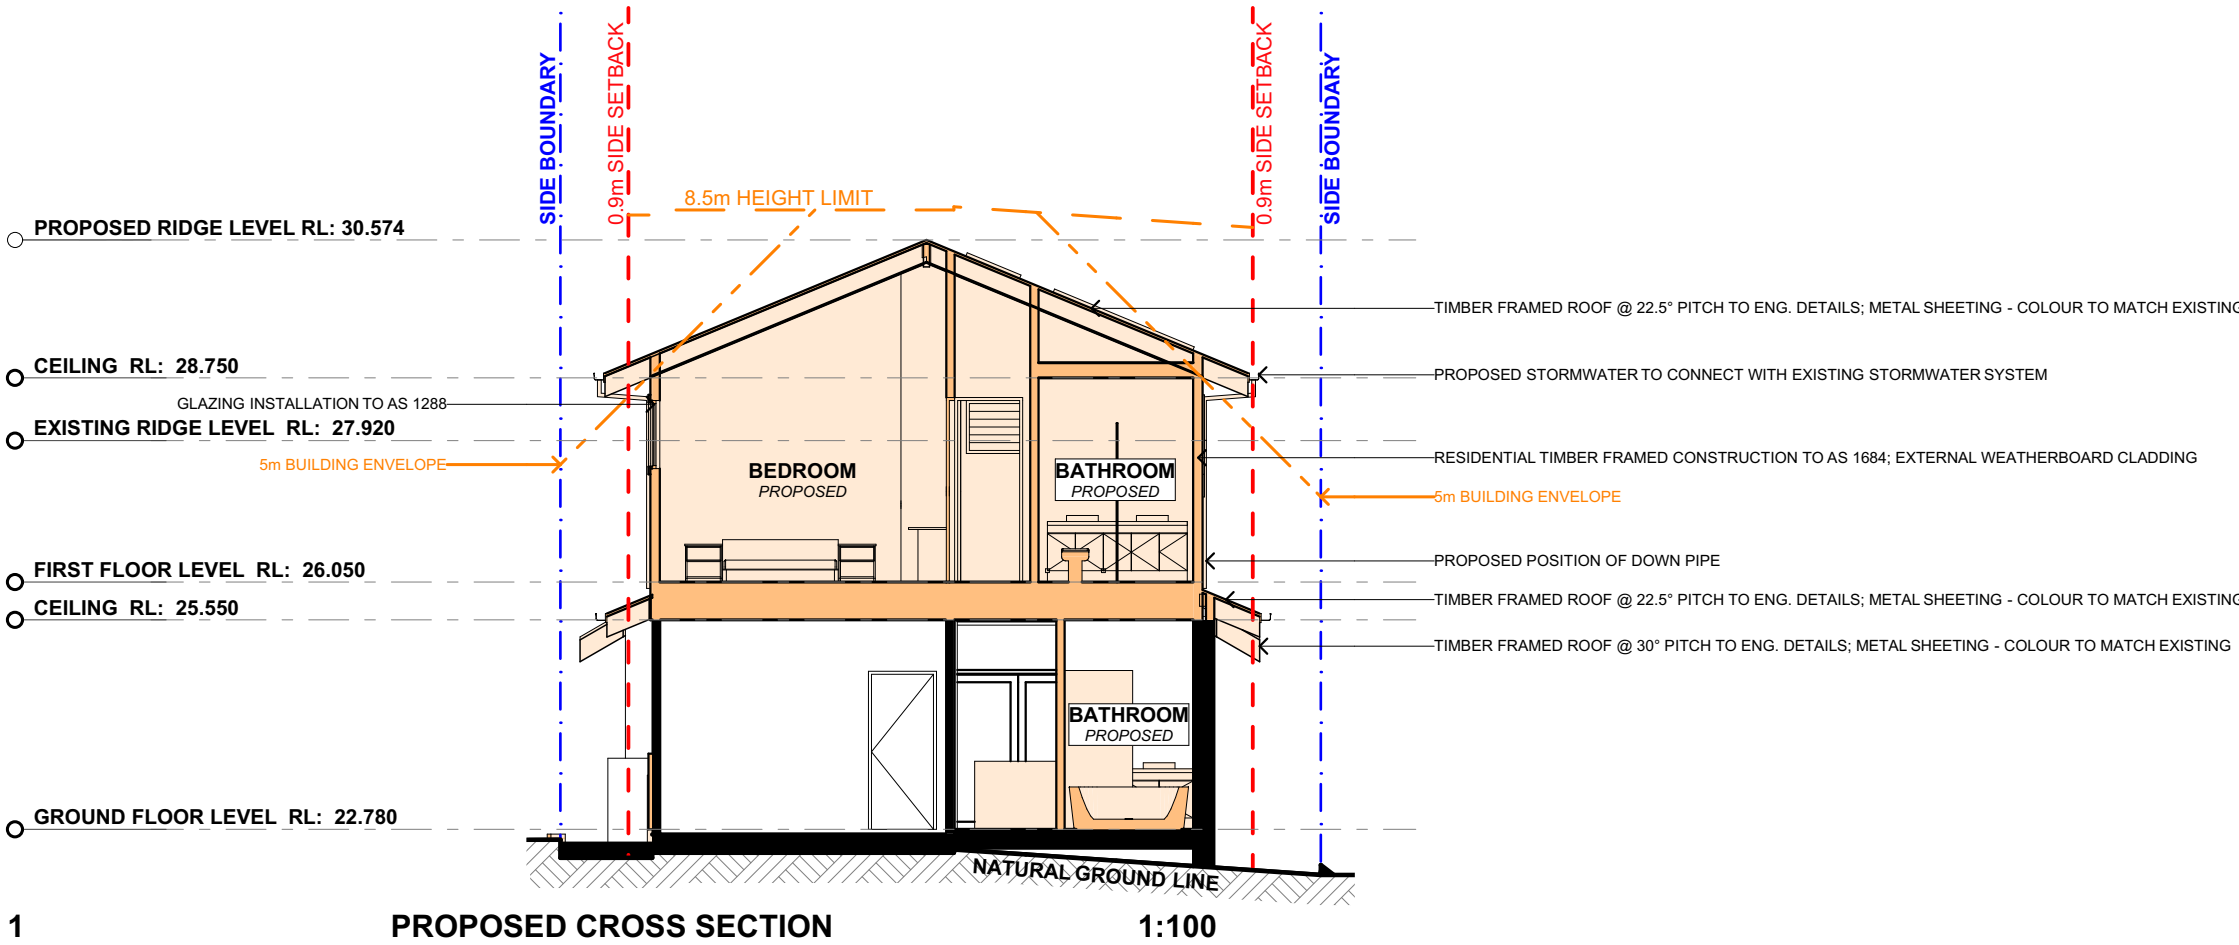 SIDE BOUNDARY
0.9m SIDE SETBACK
0.9m SIDE SETBACK
SIDE BOUNDARY
8.5m HEIGHT LIMIT
PROPOSED RIDGE LEVEL RL: 30.574
TIMBER FRAMED ROOF @ 22.5° PITCH TO ENG. DETAILS; METAL SHEETING - COLOUR TO MATCH EXISTING
CEILING RL: 28.750
PROPOSED STORMWATER TO CONNECT WITH EXISTING STORMWATER SYSTEM
GLAZING INSTALLATION TO AS 1288
EXISTING RIDGE LEVEL RL: 27.920
5m BUILDING ENVELOPE
RESIDENTIAL TIMBER FRAMED CONSTRUCTION TO AS 1684; EXTERNAL WEATHERBOARD CLADDING
BEDROOM
PROPOSED
BATHROOM
PROPOSED
5m BUILDING ENVELOPE
PROPOSED POSITION OF DOWN PIPE
FIRST FLOOR LEVEL RL: 26.050
TIMBER FRAMED ROOF @ 22.5° PITCH TO ENG. DETAILS; METAL SHEETING - COLOUR TO MATCH EXISTING
CEILING RL: 25.550
TIMBER FRAMED ROOF @ 30° PITCH TO ENG. DETAILS; METAL SHEETING - COLOUR TO MATCH EXISTING
BATHROOM
PROPOSED
GROUND FLOOR LEVEL RL: 22.780
NATURAL GROUND LINE
1 PROPOSED CROSS SECTION 1:100